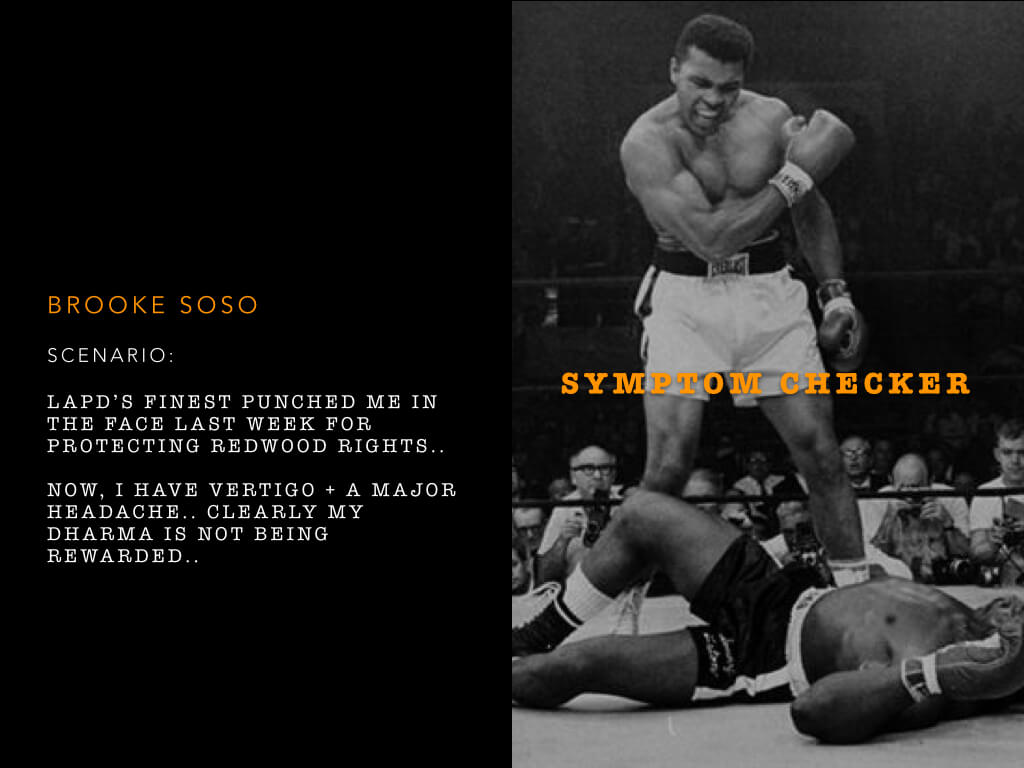 BROOKE SOSO
SCENARIO:
LAPD'S FINEST PUNCHED ME IN
THE FACE LAST WEEK FOR
PROTECTING REDWOOD RIGHTS..
NOW, I HAVE VERTIGO + A MAJOR
HEADACHE.. CLEARLY MY
DHARMA IS NOT BEING
REWARDED..
SYMPTOM CHECKER
EVERLAST